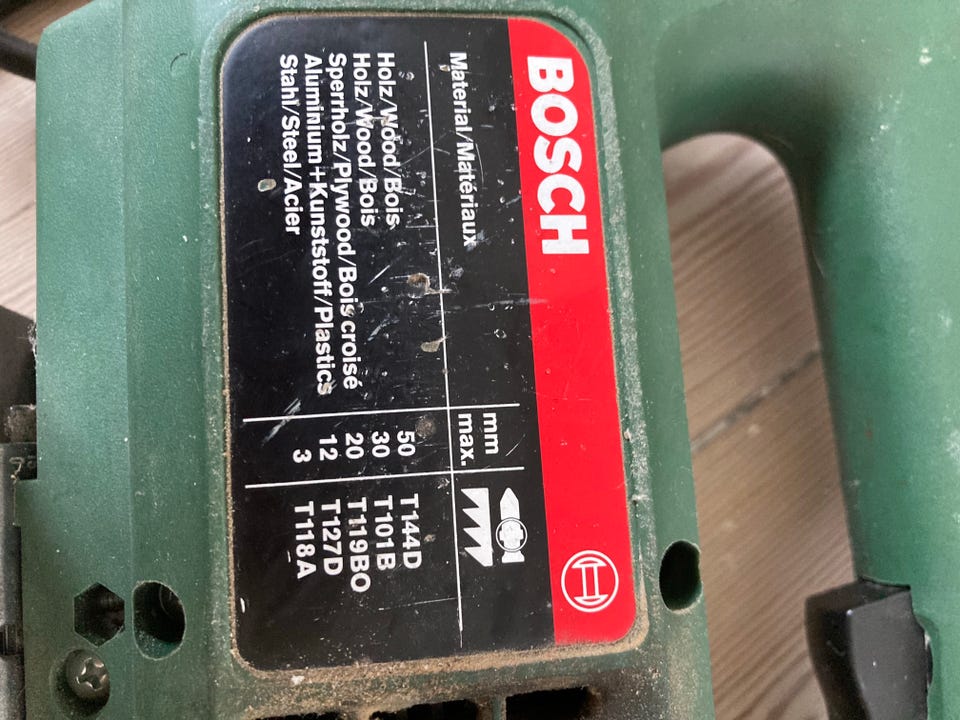 BOSCH
Material/Matériaux mm max.
Holz/Wood/Bois 50 T144D
Holz/Wood/Bois 30 T101B
Sperrholz/Plywood/Bois croisé 20 T119BO
Aluminium+Kunststoff/Plastics 12 T127D
Stahl/Steel/Acier 3 T118A